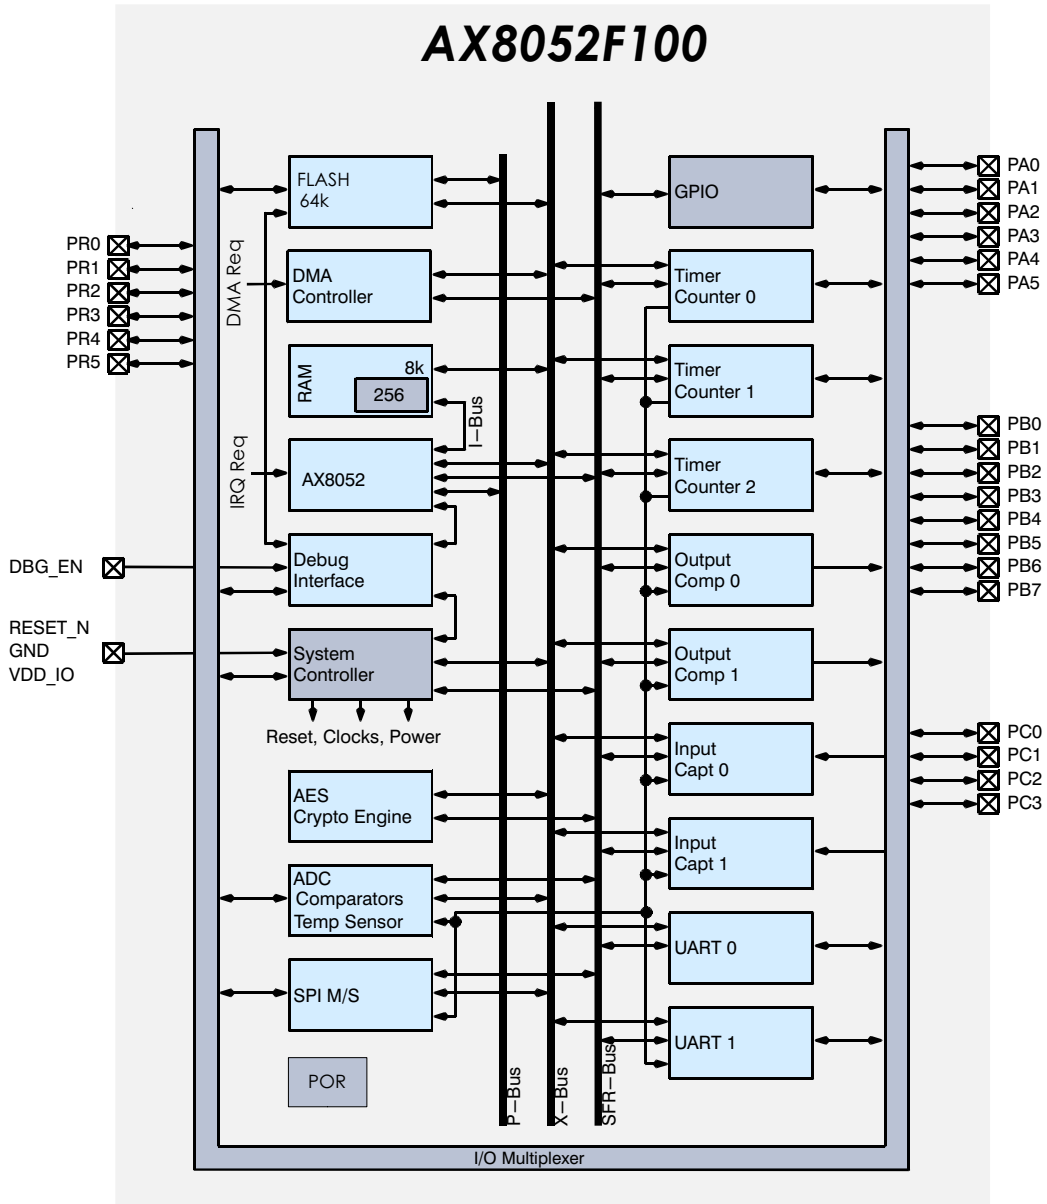 AX8052F100
FLASH
64k
DMA
Controller
RAM
8k
256
AX8052
Debug
Interface
System
Controller
Reset, Clocks, Power
AES
Crypto Engine
ADC
Comparators
Temp Sensor
SPI M/S
POR
DMA Req
IRQ Req
I–Bus
P–Bus
X–Bus
SFR–Bus
GPIO
Timer
Counter 0
Timer
Counter 1
Timer
Counter 2
Output
Comp 0
Output
Comp 1
Input
Capt 0
Input
Capt 1
UART 0
UART 1
I/O Multiplexer
PR0
PR1
PR2
PR3
PR4
PR5
DBG_EN
RESET_N
GND
VDD_IO
PA0
PA1
PA2
PA3
PA4
PA5
PB0
PB1
PB2
PB3
PB4
PB5
PB6
PB7
PC0
PC1
PC2
PC3